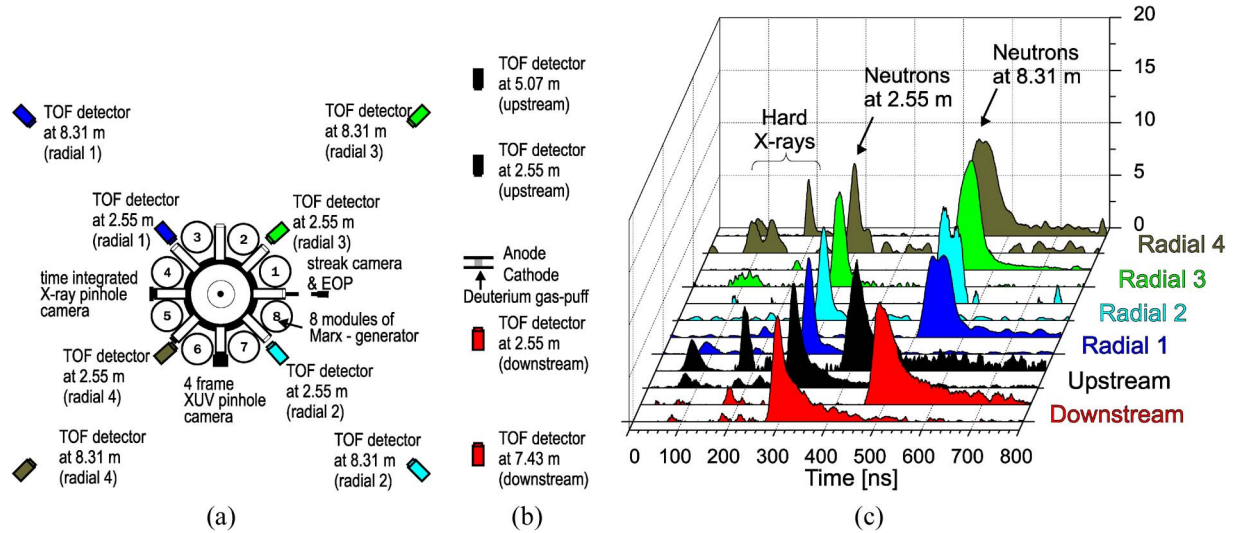 TOF detector
at 8.31 m
(radial 1)
TOF detector
at 8.31 m
(radial 3)
TOF detector
at 2.55 m
(radial 1)
TOF detector
at 2.55 m
(radial 3)
streak camera
& EOP
3
2
4
1
5
8
6
7
time integrated
X-ray pinhole
camera
8 modules of
Marx - generator
TOF detector
at 2.55 m
(radial 4)
4 frame
XUV pinhole
camera
TOF detector
at 2.55 m
(radial 2)
TOF detector
at 8.31 m
(radial 4)
TOF detector
at 8.31 m
(radial 2)
(a)
TOF detector
at 5.07 m
(upstream)
TOF detector
at 2.55 m
(upstream)
Anode
Cathode
Deuterium gas-puff
TOF detector
at 2.55 m
(downstream)
TOF detector
at 7.43 m
(downstream)
(b)
20
15
10
5
0
Neutrons
at 8.31 m
Neutrons
at 2.55 m
Hard
X-rays
Radial 4
Radial 3
Radial 2
Radial 1
Upstream
Downstream
0 100 200 300 400 500 600 700 800
Time [ns]
(c)